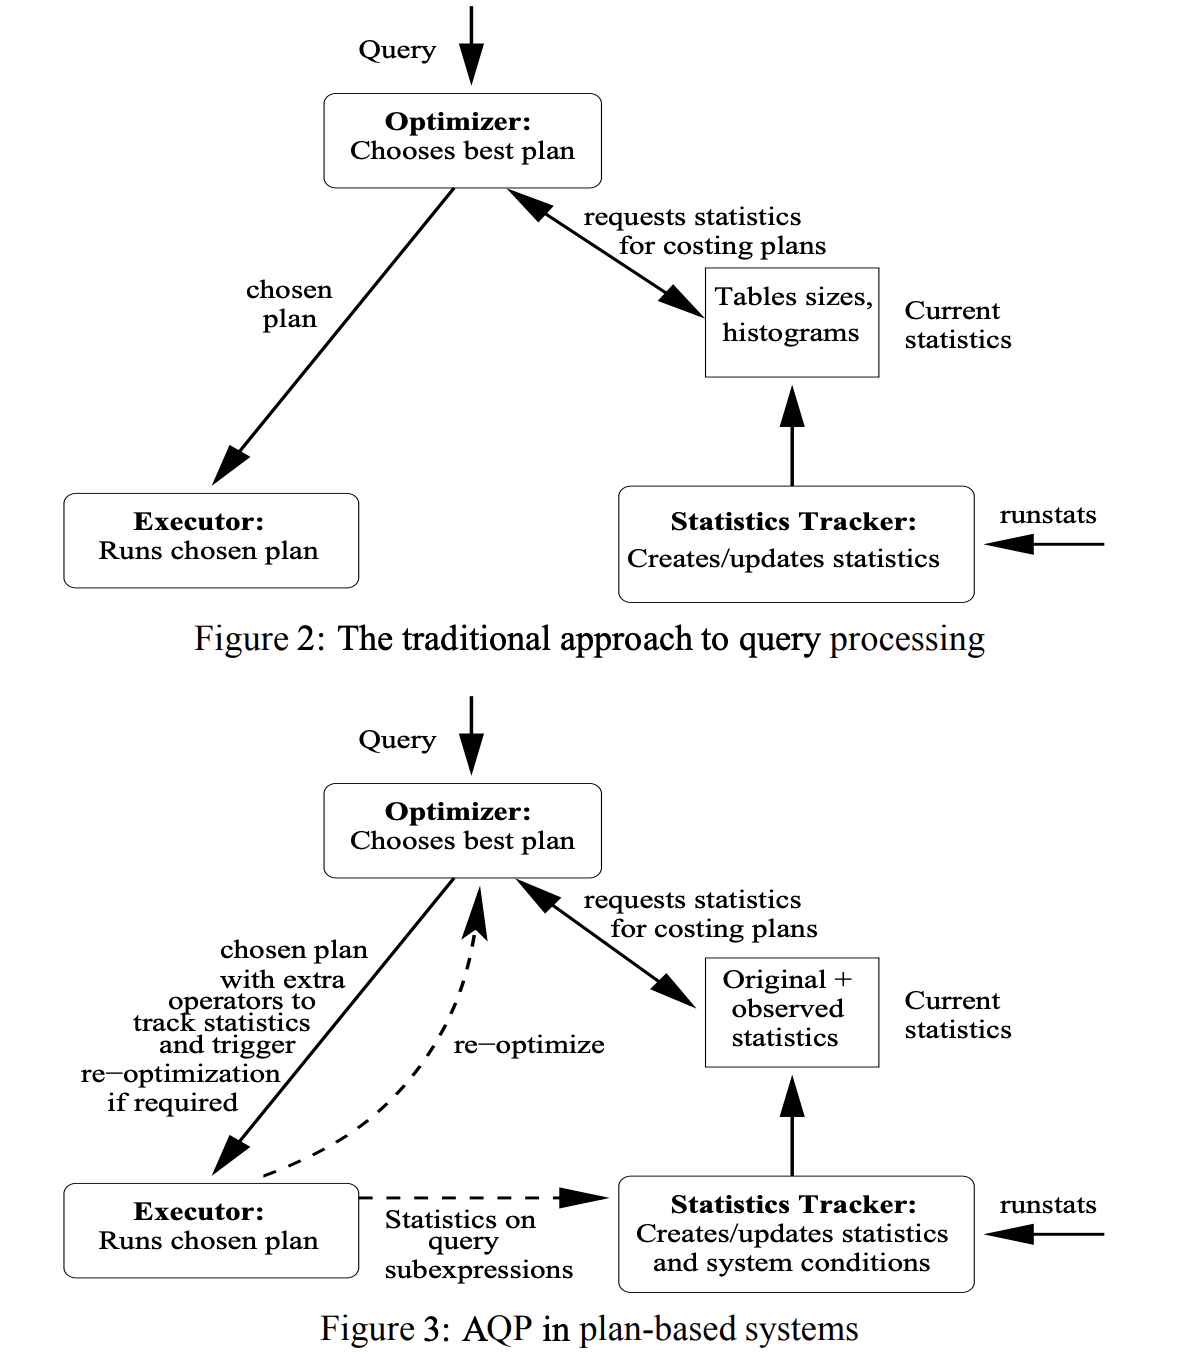 Query
Optimizer:
Chooses best plan
requests statistics
for costing plans
chosen
plan
Tables sizes,
histograms
Current
statistics
Executor:
Runs chosen plan
Statistics Tracker:
Creates/updates statistics
runstats
Figure 2: The traditional approach to query processing
Query
Optimizer:
Chooses best plan
requests statistics
for costing plans
chosen plan
with extra
operators to
track statistics
and trigger
re−optimization
if required
re−optimize
Original +
observed
statistics
Current
statistics
Executor:
Runs chosen plan
Statistics on
query
subexpressions
Statistics Tracker:
Creates/updates statistics
and system conditions
runstats
Figure 3: AQP in plan-based systems